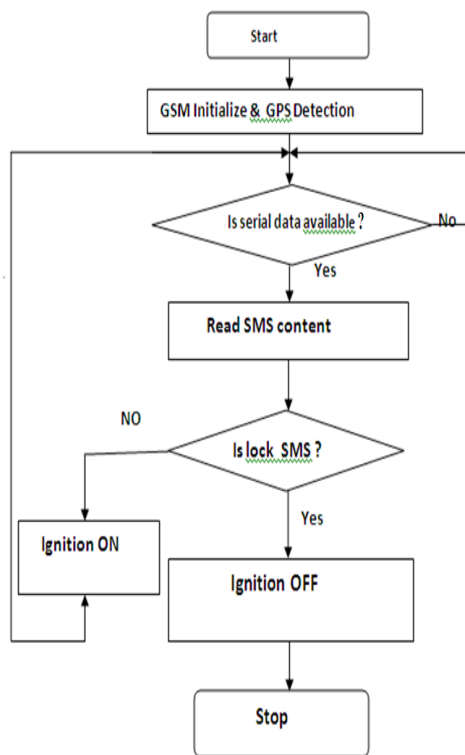 Start
GSM Initialize & GPS Detection
Is serial data available ?
No
Yes
Read SMS content
NO
Is lock SMS ?
Yes
Ignition ON
Ignition OFF
Stop